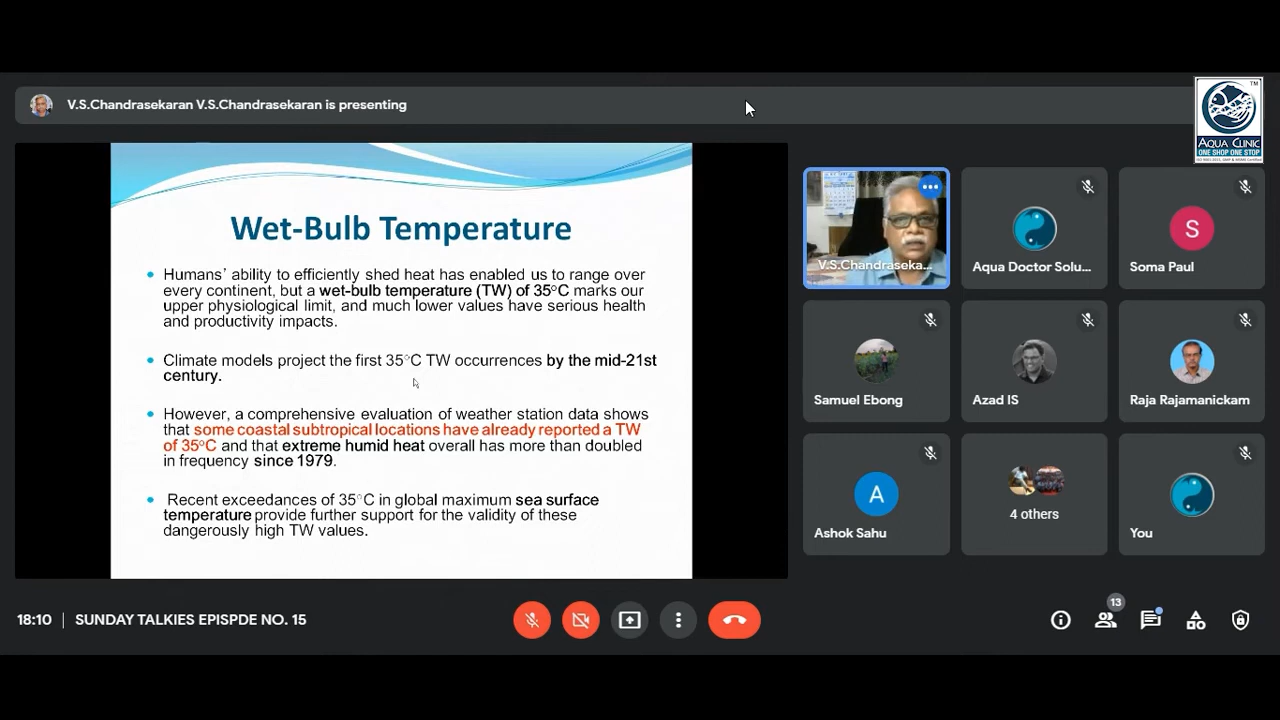 V.S.Chandrasekaran V.S.Chandrasekaran is presenting
TM
AQUA CLINIC
ONE SHOP ONE STOP
Wet-Bulb Temperature
• Humans’ ability to efficiently shed heat has enabled us to range over
every continent, but a wet-bulb temperature (TW) of 35°C marks our
upper physiological limit, and much lower values have serious health
and productivity impacts.
• Climate models project the first 35°C TW occurrences by the mid-21st
century.
• However, a comprehensive evaluation of weather station data shows
that some coastal subtropical locations have already reported a TW
of 35°C and that extreme humid heat overall has more than doubled
in frequency since 1979.
• Recent exceedances of 35°C in global maximum sea surface
temperature provide further support for the validity of these
dangerously high TW values.
V.S.Chandraseka...
Aqua Doctor Solu...
S
Soma Paul
Samuel Ebong
Azad IS
Raja Rajamanickam
A
Ashok Sahu
4 others
You
18:10 | SUNDAY TALKIES EPISPDE NO. 15
13